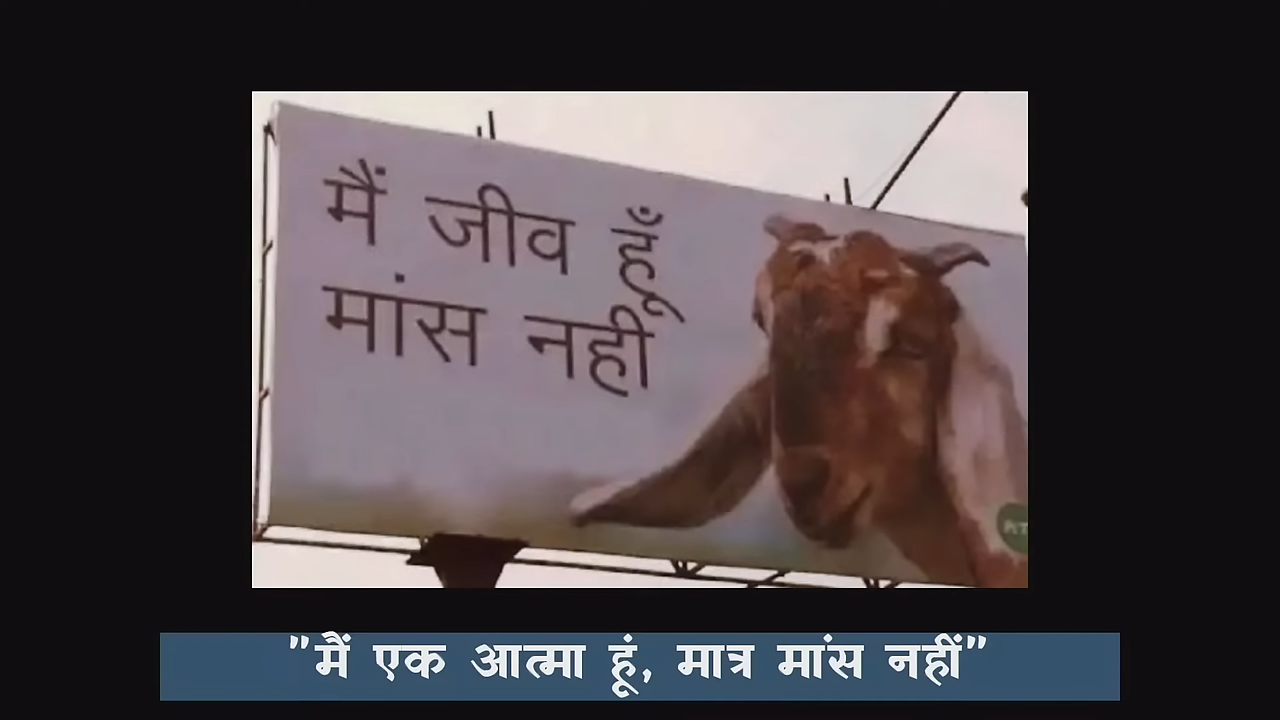 मैं जीव हूँ
मांस नहीं
"मैं एक आत्मा हूं, मात्र मांस नहीं"